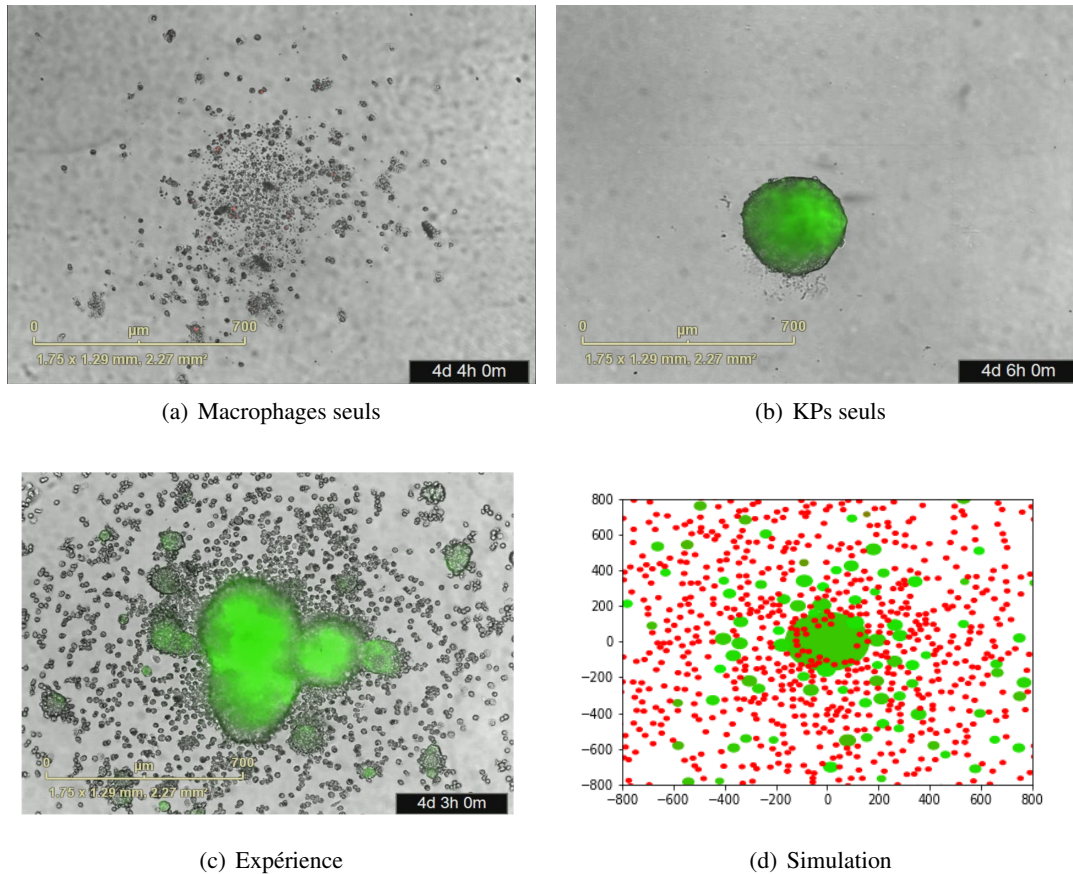 0 µm 700
1.75 x 1.29 mm, 2.27 mm²
4d 4h 0m
0 µm 700
1.75 x 1.29 mm, 2.27 mm²
4d 6h 0m
(a) Macrophages seuls
(b) KPs seuls
0 µm 700
1.75 x 1.29 mm, 2.27 mm²
4d 3h 0m
800
600
400
200
0
−200
−400
−600
−800
−800 −600 −400 −200 0 200 400 600 800
(c) Expérience
(d) Simulation